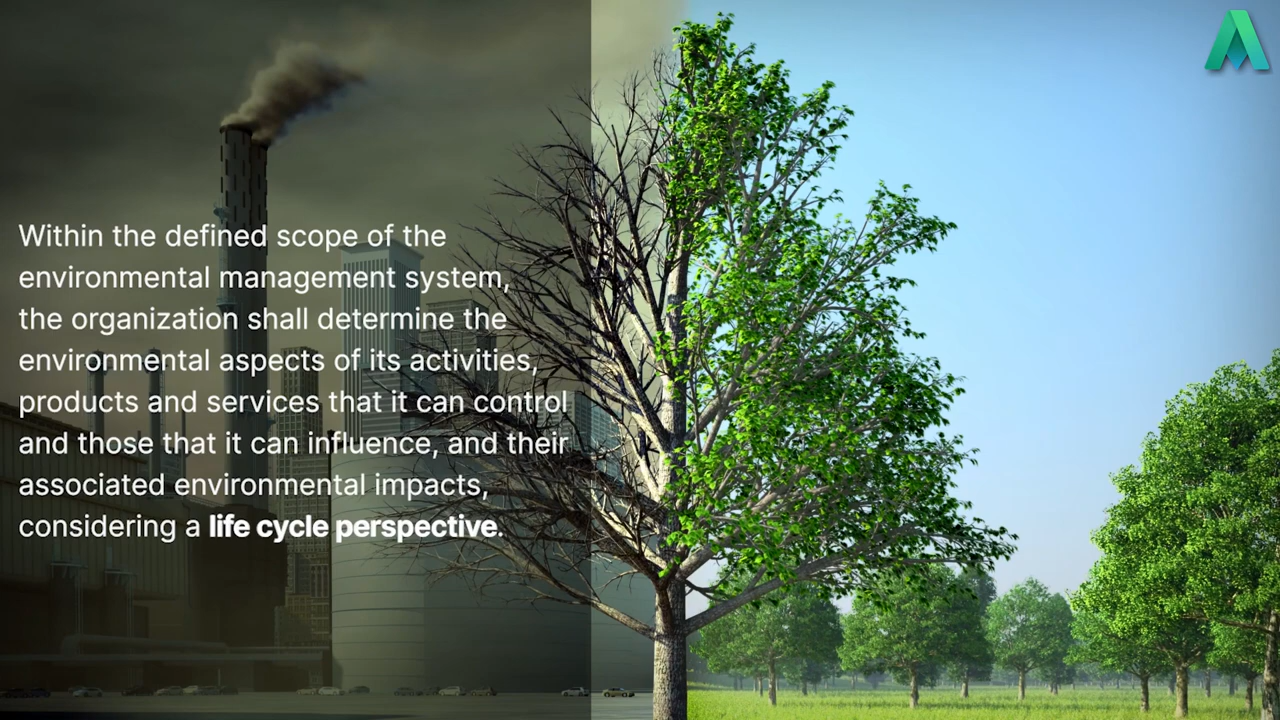 Within the defined scope of the
environmental management system,
the organization shall determine the
environmental aspects of its activities,
products and services that it can control
and those that it can influence, and their
associated environmental impacts,
considering a life cycle perspective.